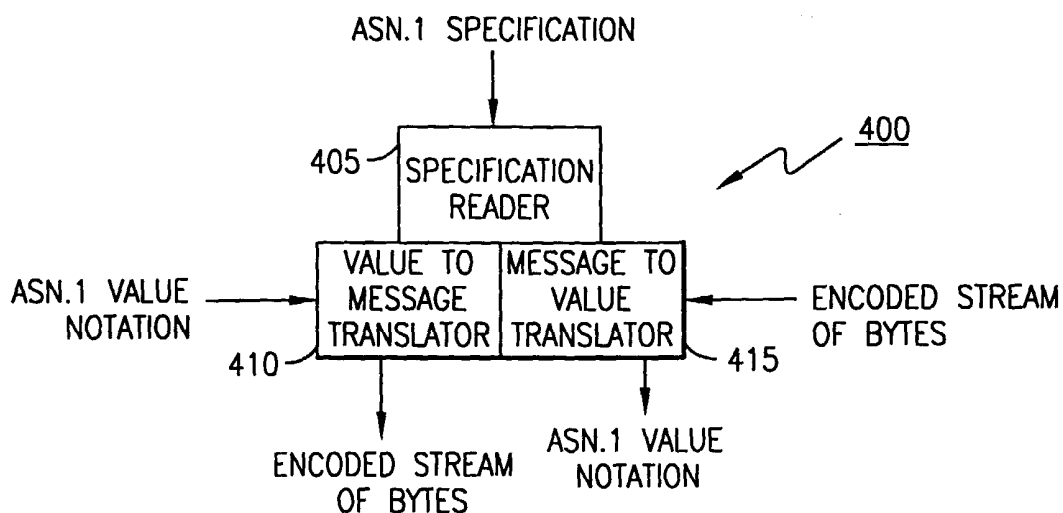 ASN.1 SPECIFICATION
400
405
SPECIFICATION
READER
ASN.1 VALUE
NOTATION
VALUE TO
MESSAGE
TRANSLATOR
MESSAGE TO
VALUE
TRANSLATOR
ENCODED STREAM
OF BYTES
410
415
ENCODED STREAM
OF BYTES
ASN.1 VALUE
NOTATION